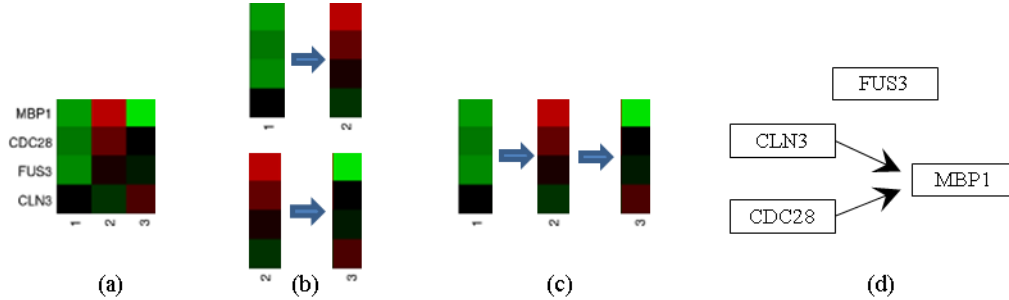 MBP1
CDC28
FUS3
CLN3
1 2 3
(a)
1
2
2
3
(b)
1
2
3
(c)
FUS3
CLN3
MBP1
CDC28
(d)